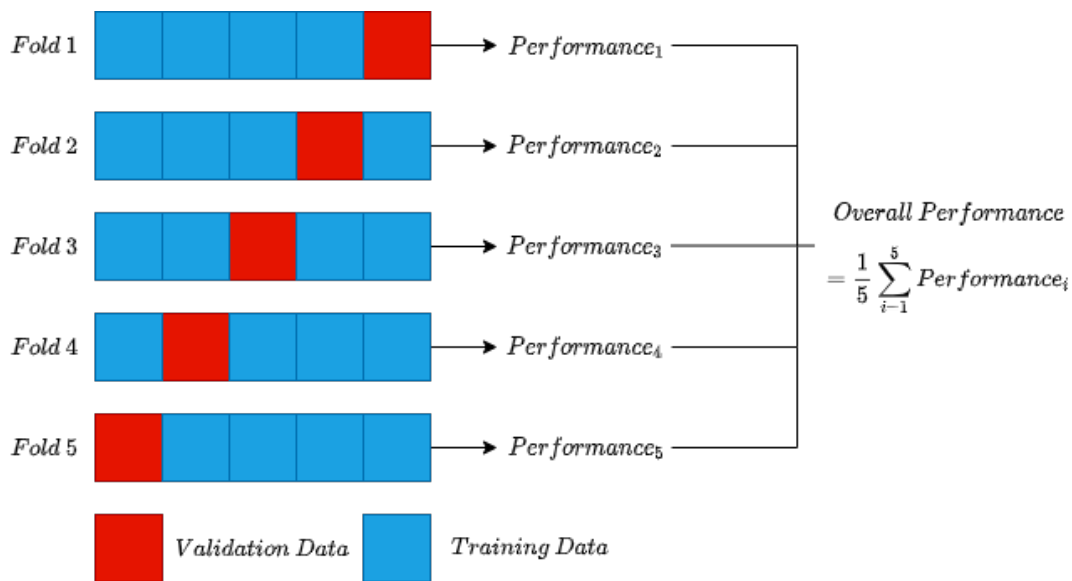 Fold 1
Performance₁
Fold 2
Performance₂
Fold 3
Performance₃
Overall Performance
= 1/5 ∑_{i-1}^{5} Performanceᵢ
Fold 4
Performance₄
Fold 5
Performance₅
Validation Data
Training Data